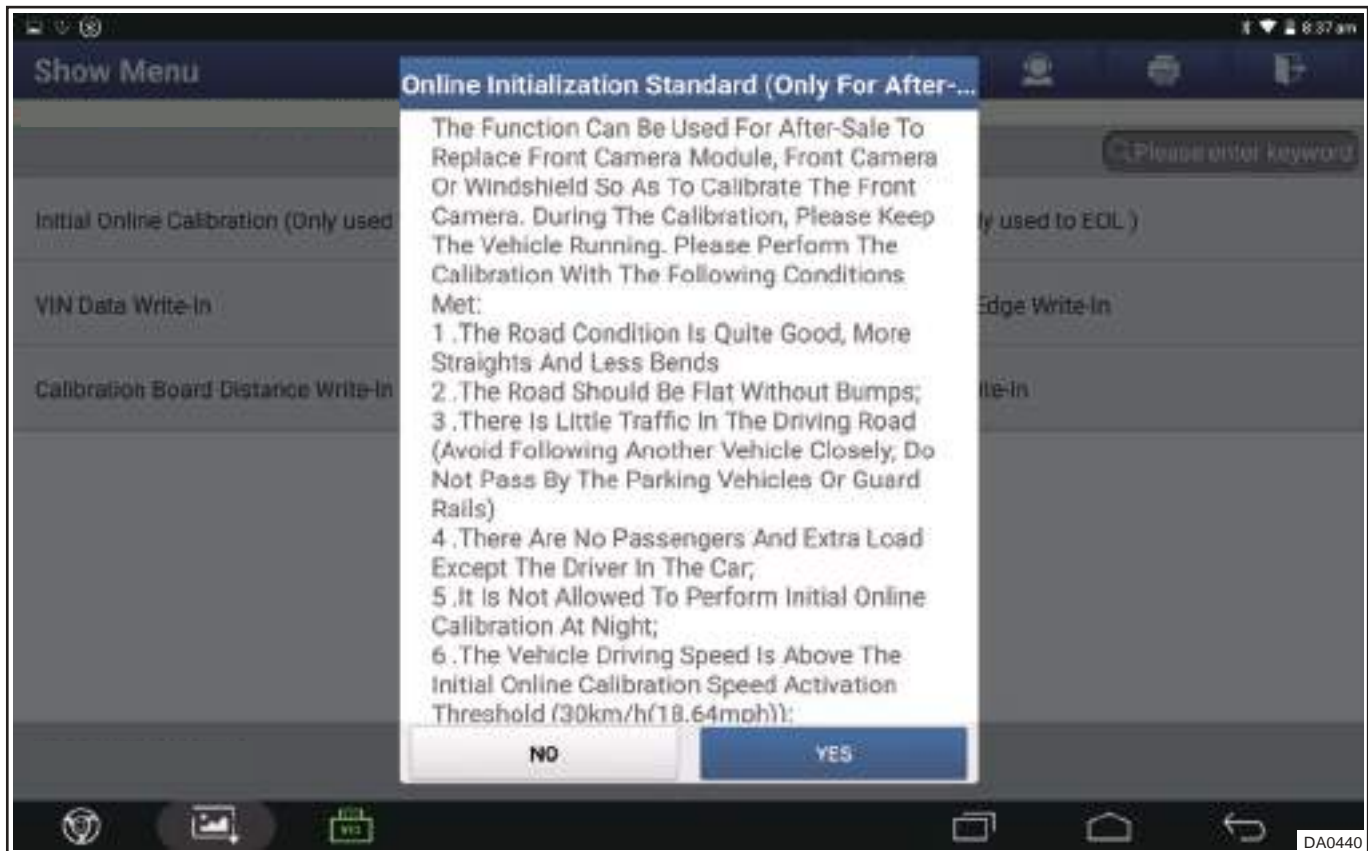 8:37 am
Show Menu
Online Initialization Standard (Only For After-...
The Function Can Be Used For After-Sale To
Replace Front Camera Module, Front Camera
Or Windshield So As To Calibrate The Front
Camera. During The Calibration, Please Keep
The Vehicle Running. Please Perform The
Calibration With The Following Conditions
Met:
1 .The Road Condition Is Quite Good, More
Straights And Less Bends
2 .The Road Should Be Flat Without Bumps;
3 .There Is Little Traffic In The Driving Road
(Avoid Following Another Vehicle Closely, Do
Not Pass By The Parking Vehicles Or Guard
Rails)
4 .There Are No Passengers And Extra Load
Except The Driver In The Car;
5 .It Is Not Allowed To Perform Initial Online
Calibration At Night;
6 .The Vehicle Driving Speed Is Above The
Initial Online Calibration Speed Activation
Threshold (30km/h(18.64mph));
NO
YES
Please enter keyword
Initial Online Calibration (Only used
ly used to EOL )
VIN Data Write-In
Edge Write-In
Calibration Board Distance Write-In
ite-In
DA0440